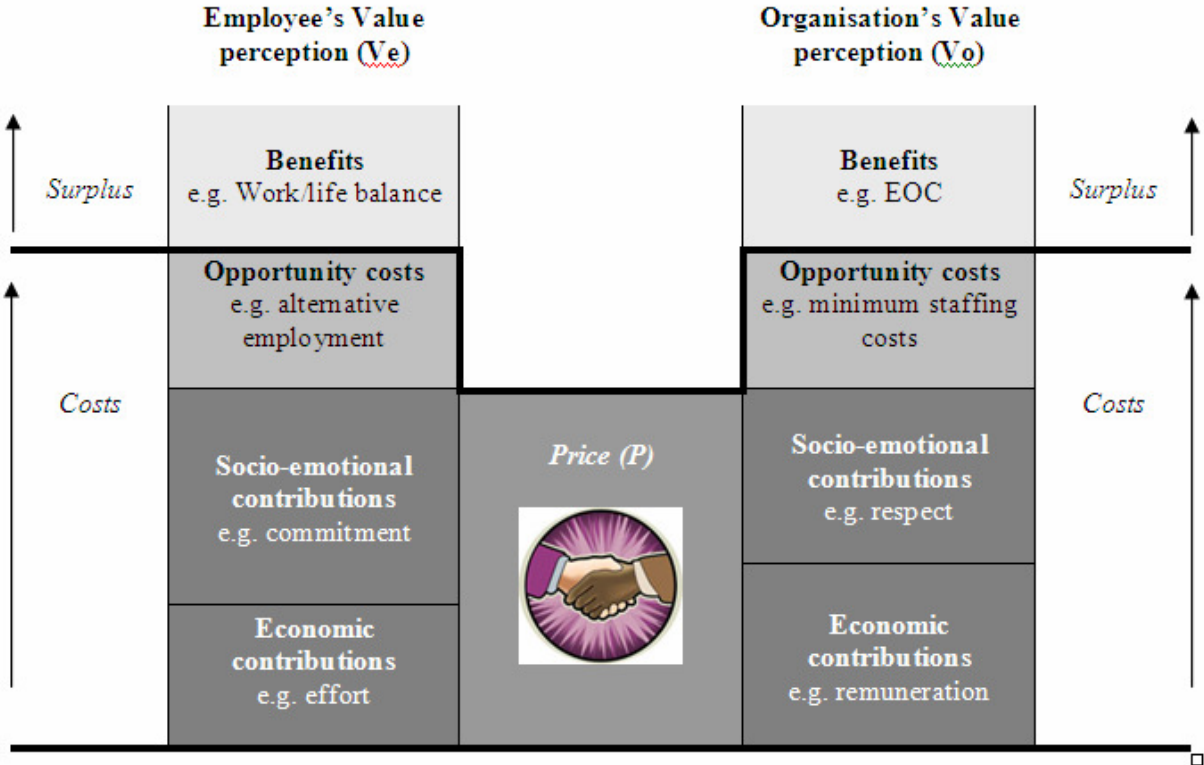 Employee's Value
perception (Ve)
Organisation's Value
perception (Vo)
Surplus
Benefits
e.g. Work/life balance
Benefits
e.g. EOC
Surplus
Opportunity costs
e.g. alternative
employment
Opportunity costs
e.g. minimum staffing
costs
Costs
Socio-emotional
contributions
e.g. commitment
Price (P)
Socio-emotional
contributions
e.g. respect
Costs
Economic
contributions
e.g. effort
Economic
contributions
e.g. remuneration